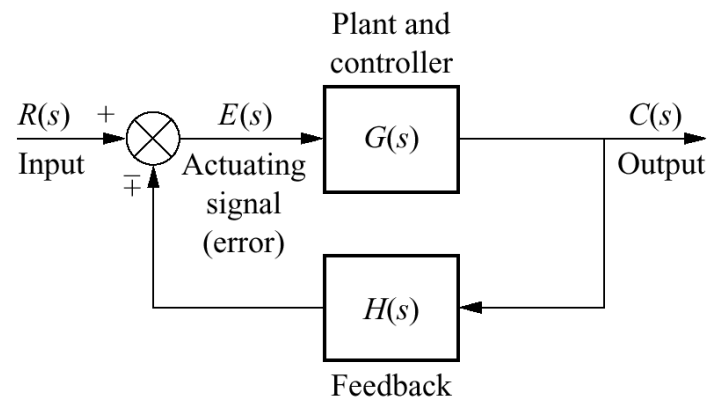 Plant and
controller
R(s) +
E(s)
G(s)
C(s)
Input
∓
Actuating
signal
(error)
Output
H(s)
Feedback